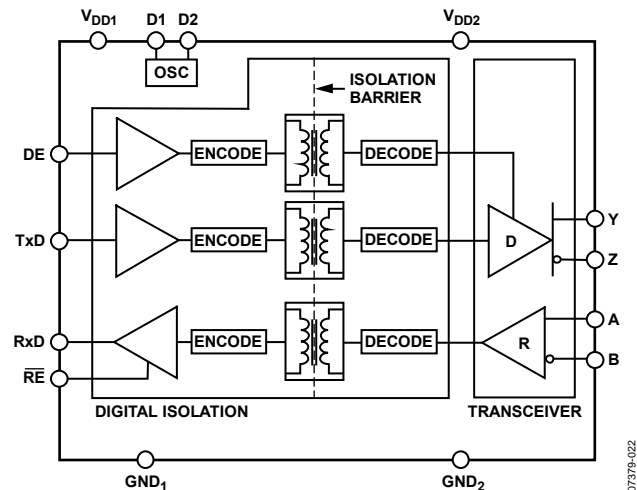 VDD1 D1 D2 VDD2
OSC
ISOLATION
BARRIER
DE ENCODE DECODE
D Y
TxD ENCODE DECODE Z
RxD ENCODE DECODE R A
RE B
DIGITAL ISOLATION TRANSCEIVER
GND1 GND2
07379-022